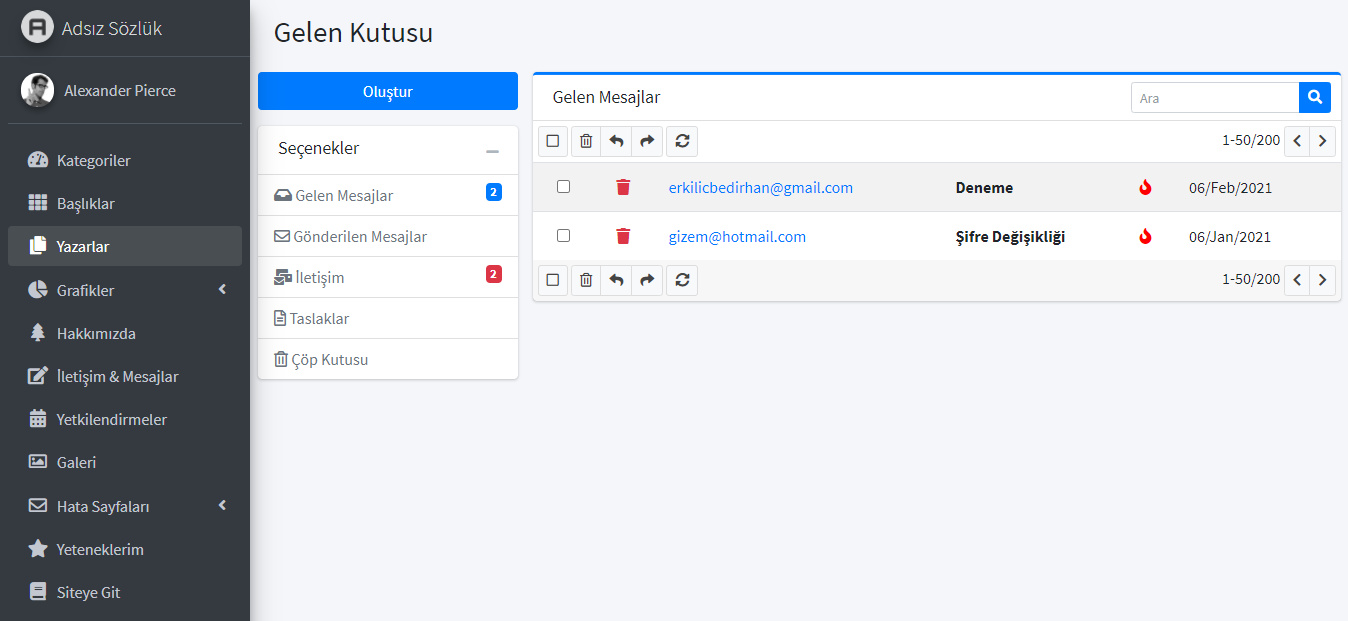 Adsız Sözlük
Alexander Pierce
Kategoriler
Başlıklar
Yazarlar
Grafikler
Hakkımızda
İletişim & Mesajlar
Yetkilendirmeler
Galeri
Hata Sayfaları
Yeteneklerim
Siteye Git
Gelen Kutusu
Oluştur
Seçenekler
Gelen Mesajlar 2
Gönderilen Mesajlar
İletişim 2
Taslaklar
Çöp Kutusu
Gelen Mesajlar
Ara
1-50/200
erkilicbedirhan@gmail.com Deneme 06/Feb/2021
gizem@hotmail.com Şifre Değişikliği 06/Jan/2021
1-50/200